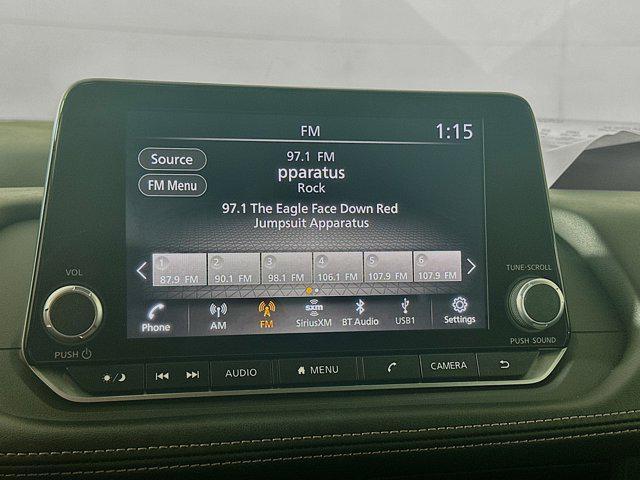 FM
1:15
Source
97.1 FM
pparatus
FM Menu
Rock
97.1 The Eagle Face Down Red
Jumpsuit Apparatus
VOL
TUNE·SCROLL
1 2 3 4 5 6
87.9 FM 90.1 FM 98.1 FM 106.1 FM 107.9 FM 107.9 FM
sxm
Phone AM FM SiriusXM BT Audio USB1 Settings
PUSH
PUSH SOUND
AUDIO MENU CAMERA